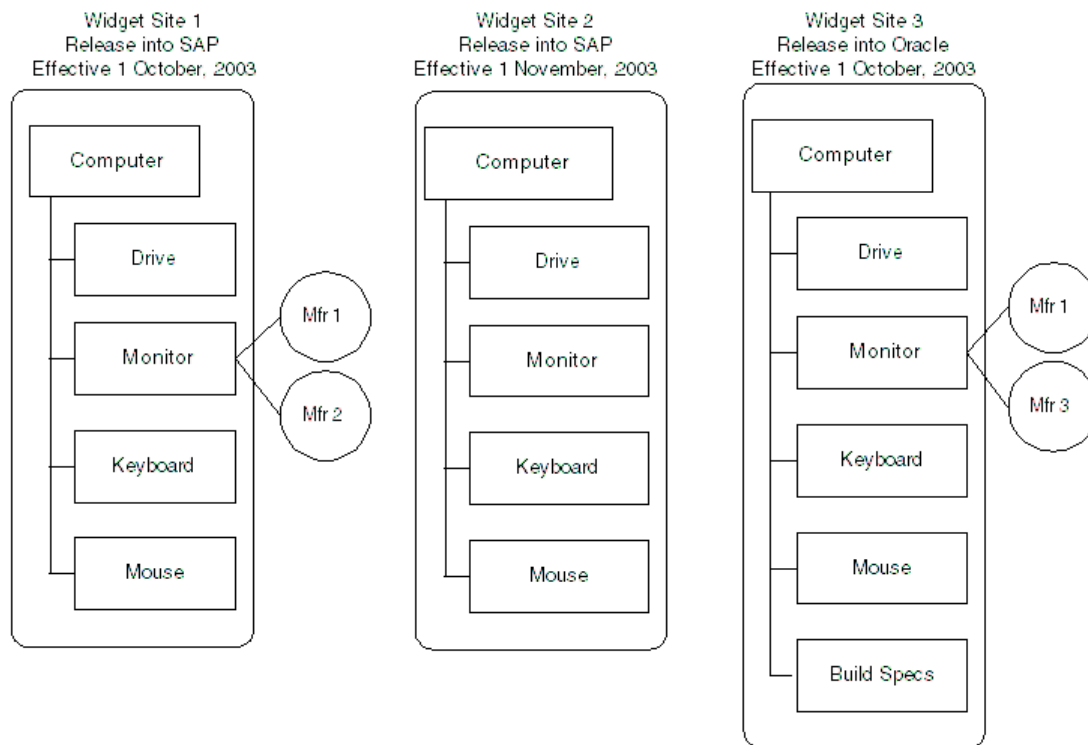 Widget Site 1
Release into SAP
Effective 1 October, 2003
Computer
Drive
Monitor
Keyboard
Mouse
Mfr 1
Mfr 2
Widget Site 2
Release into SAP
Effective 1 November, 2003
Computer
Drive
Monitor
Keyboard
Mouse
Widget Site 3
Release into Oracle
Effective 1 October, 2003
Computer
Drive
Monitor
Keyboard
Mouse
Build Specs
Mfr 1
Mfr 3